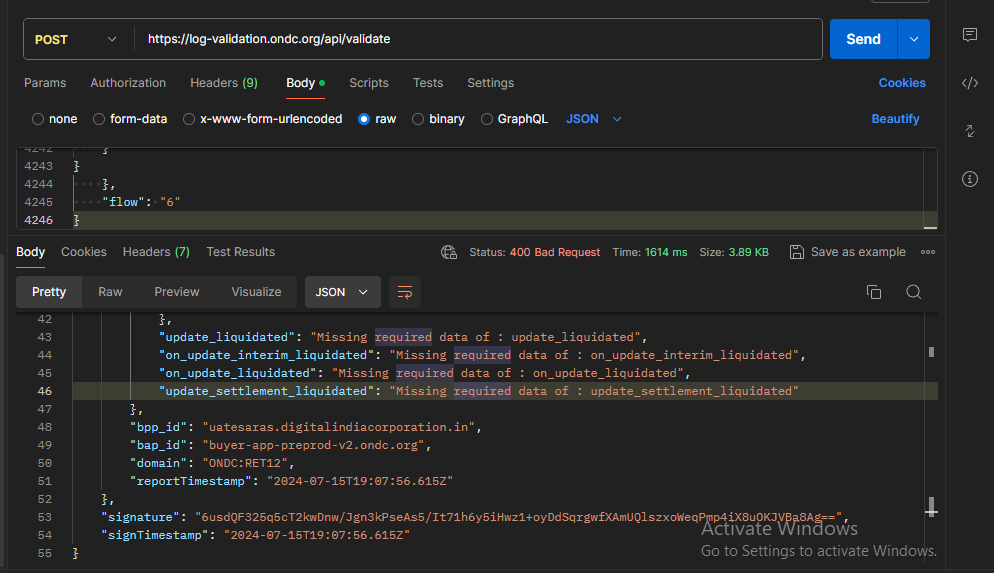 POST https://log-validation.ondc.org/api/validate Send
Params Authorization Headers (9) Body Scripts Tests Settings Cookies
none form-data x-www-form-urlencoded raw binary GraphQL JSON Beautify
4242 }
4243 }
4244 },
4245 "flow": "6"
4246 }
Body Cookies Headers (7) Test Results Status: 400 Bad Request Time: 1614 ms Size: 3.89 KB Save as example
Pretty Raw Preview Visualize JSON
42 },
43 "update_liquidated": "Missing required data of : update_liquidated",
44 "on_update_interim_liquidated": "Missing required data of : on_update_interim_liquidated",
45 "on_update_liquidated": "Missing required data of : on_update_liquidated",
46 "update_settlement_liquidated": "Missing required data of : update_settlement_liquidated"
47 },
48 "bpp_id": "uatesaras.digitalindiacorporation.in",
49 "bap_id": "buyer-app-preprod-v2.ondc.org",
50 "domain": "ONDC:RET12",
51 "reportTimestamp": "2024-07-15T19:07:56.615Z"
52 },
53 "signature": "6usdQF325q5cT2kwDnw/Jgn3kPseAs5/It71h6y5iHwz1+oyDdSqrgwfXAmUQlszxoWeqPmp4iX8uOKJVBa8Ag==",
54 "signTimestamp": "2024-07-15T19:07:56.615Z"
55 }
Activate Windows
Go to Settings to activate Windows.